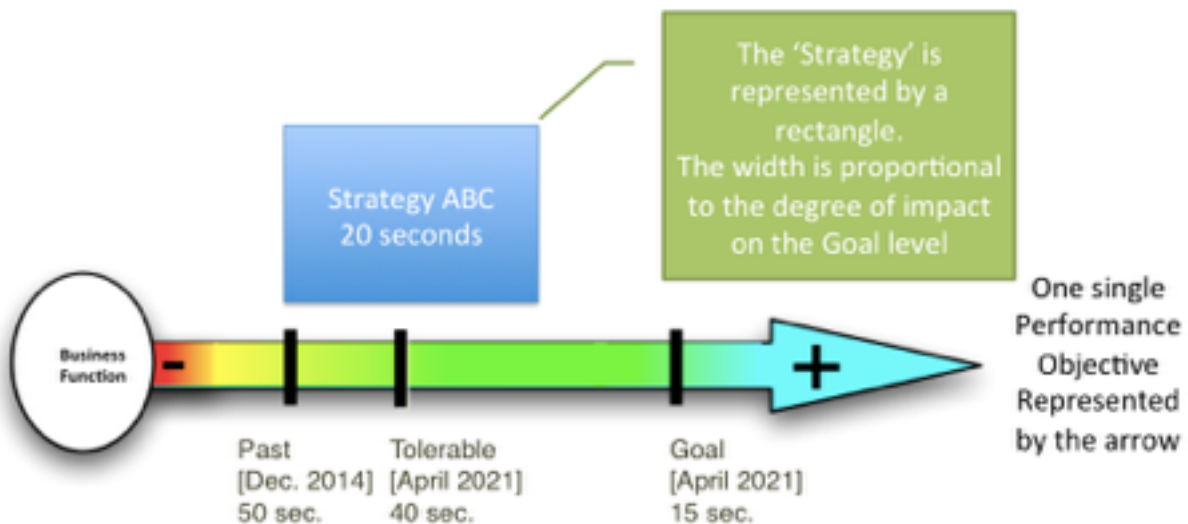 The ‘Strategy’ is
represented by a
rectangle.
The width is proportional
to the degree of impact
on the Goal level
Strategy ABC
20 seconds
One single
Performance
Objective
Represented
by the arrow
Business
Function
-
+
Past
[Dec. 2014]
50 sec.
Tolerable
[April 2021]
40 sec.
Goal
[April 2021]
15 sec.